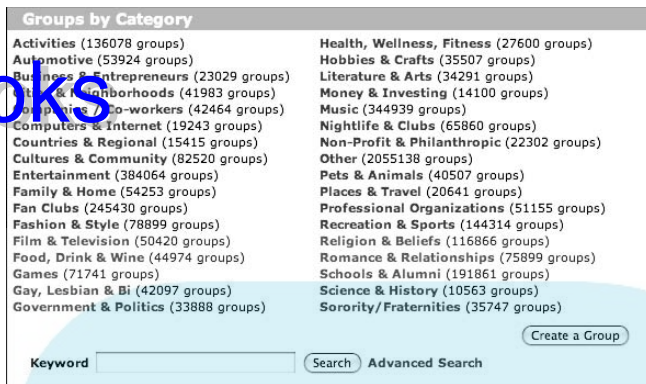 Groups by Category
Activities (136078 groups)
Automotive (53924 groups)
Business & Entrepreneurs (23029 groups)
Cities & Neighborhoods (41983 groups)
Companies / Co-workers (42464 groups)
Computers & Internet (19243 groups)
Countries & Regional (15415 groups)
Cultures & Community (82520 groups)
Entertainment (384064 groups)
Family & Home (54253 groups)
Fan Clubs (245430 groups)
Fashion & Style (78899 groups)
Film & Television (50420 groups)
Food, Drink & Wine (44974 groups)
Games (71741 groups)
Gay, Lesbian & Bi (42097 groups)
Government & Politics (33888 groups)
Health, Wellness, Fitness (27600 groups)
Hobbies & Crafts (35507 groups)
Literature & Arts (34291 groups)
Money & Investing (14100 groups)
Music (344939 groups)
Nightlife & Clubs (65860 groups)
Non-Profit & Philanthropic (22302 groups)
Other (2055138 groups)
Pets & Animals (40507 groups)
Places & Travel (20641 groups)
Professional Organizations (51155 groups)
Recreation & Sports (144314 groups)
Religion & Beliefs (116866 groups)
Romance & Relationships (75899 groups)
Schools & Alumni (191861 groups)
Science & History (10563 groups)
Sorority/Fraternities (35747 groups)
oks
Create a Group
Keyword Search Advanced Search